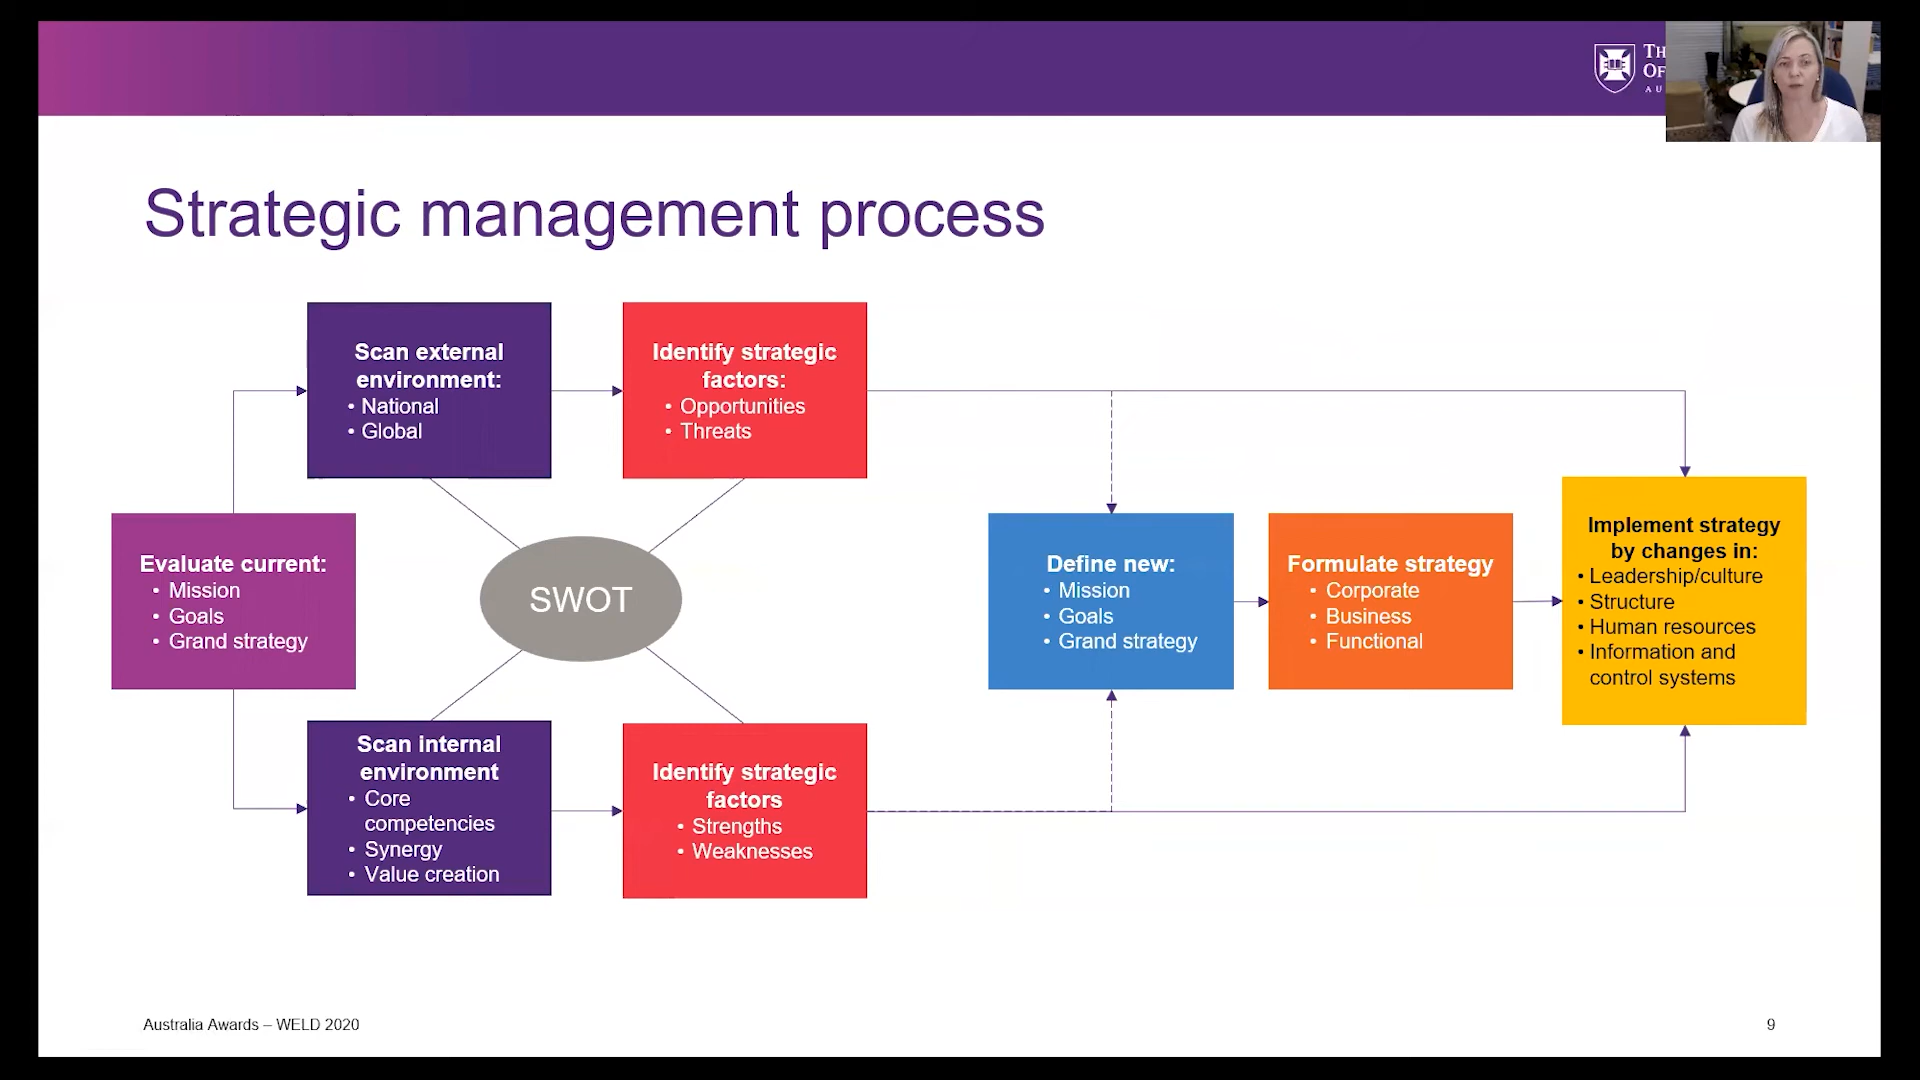 Strategic management process
Scan external
environment:
• National
• Global
Identify strategic
factors:
• Opportunities
• Threats
Evaluate current:
• Mission
• Goals
• Grand strategy
SWOT
Define new:
• Mission
• Goals
• Grand strategy
Formulate strategy
• Corporate
• Business
• Functional
Implement strategy
by changes in:
• Leadership/culture
• Structure
• Human resources
• Information and
control systems
Scan internal
environment
• Core
competencies
• Synergy
• Value creation
Identify strategic
factors
• Strengths
• Weaknesses
Australia Awards – WELD 2020
9